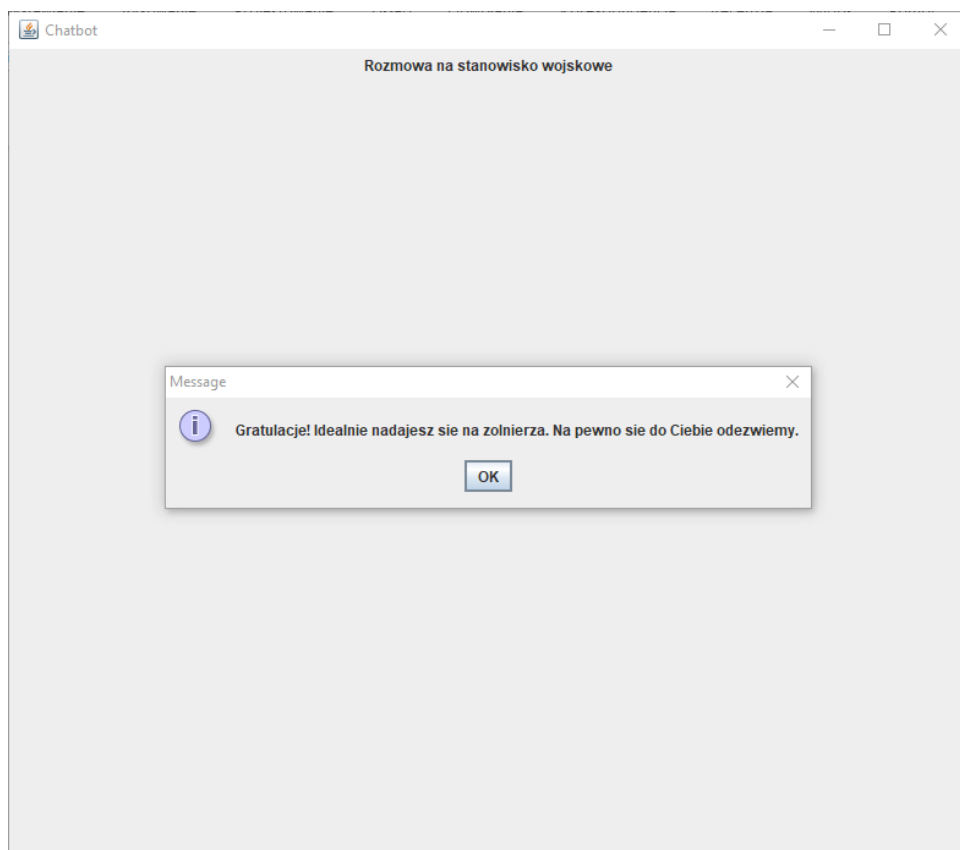 Chatbot
Rozmowa na stanowisko wojskowe
Message
Gratulacje! Idealnie nadajesz sie na zolnierza. Na pewno sie do Ciebie odezwiemy.
OK